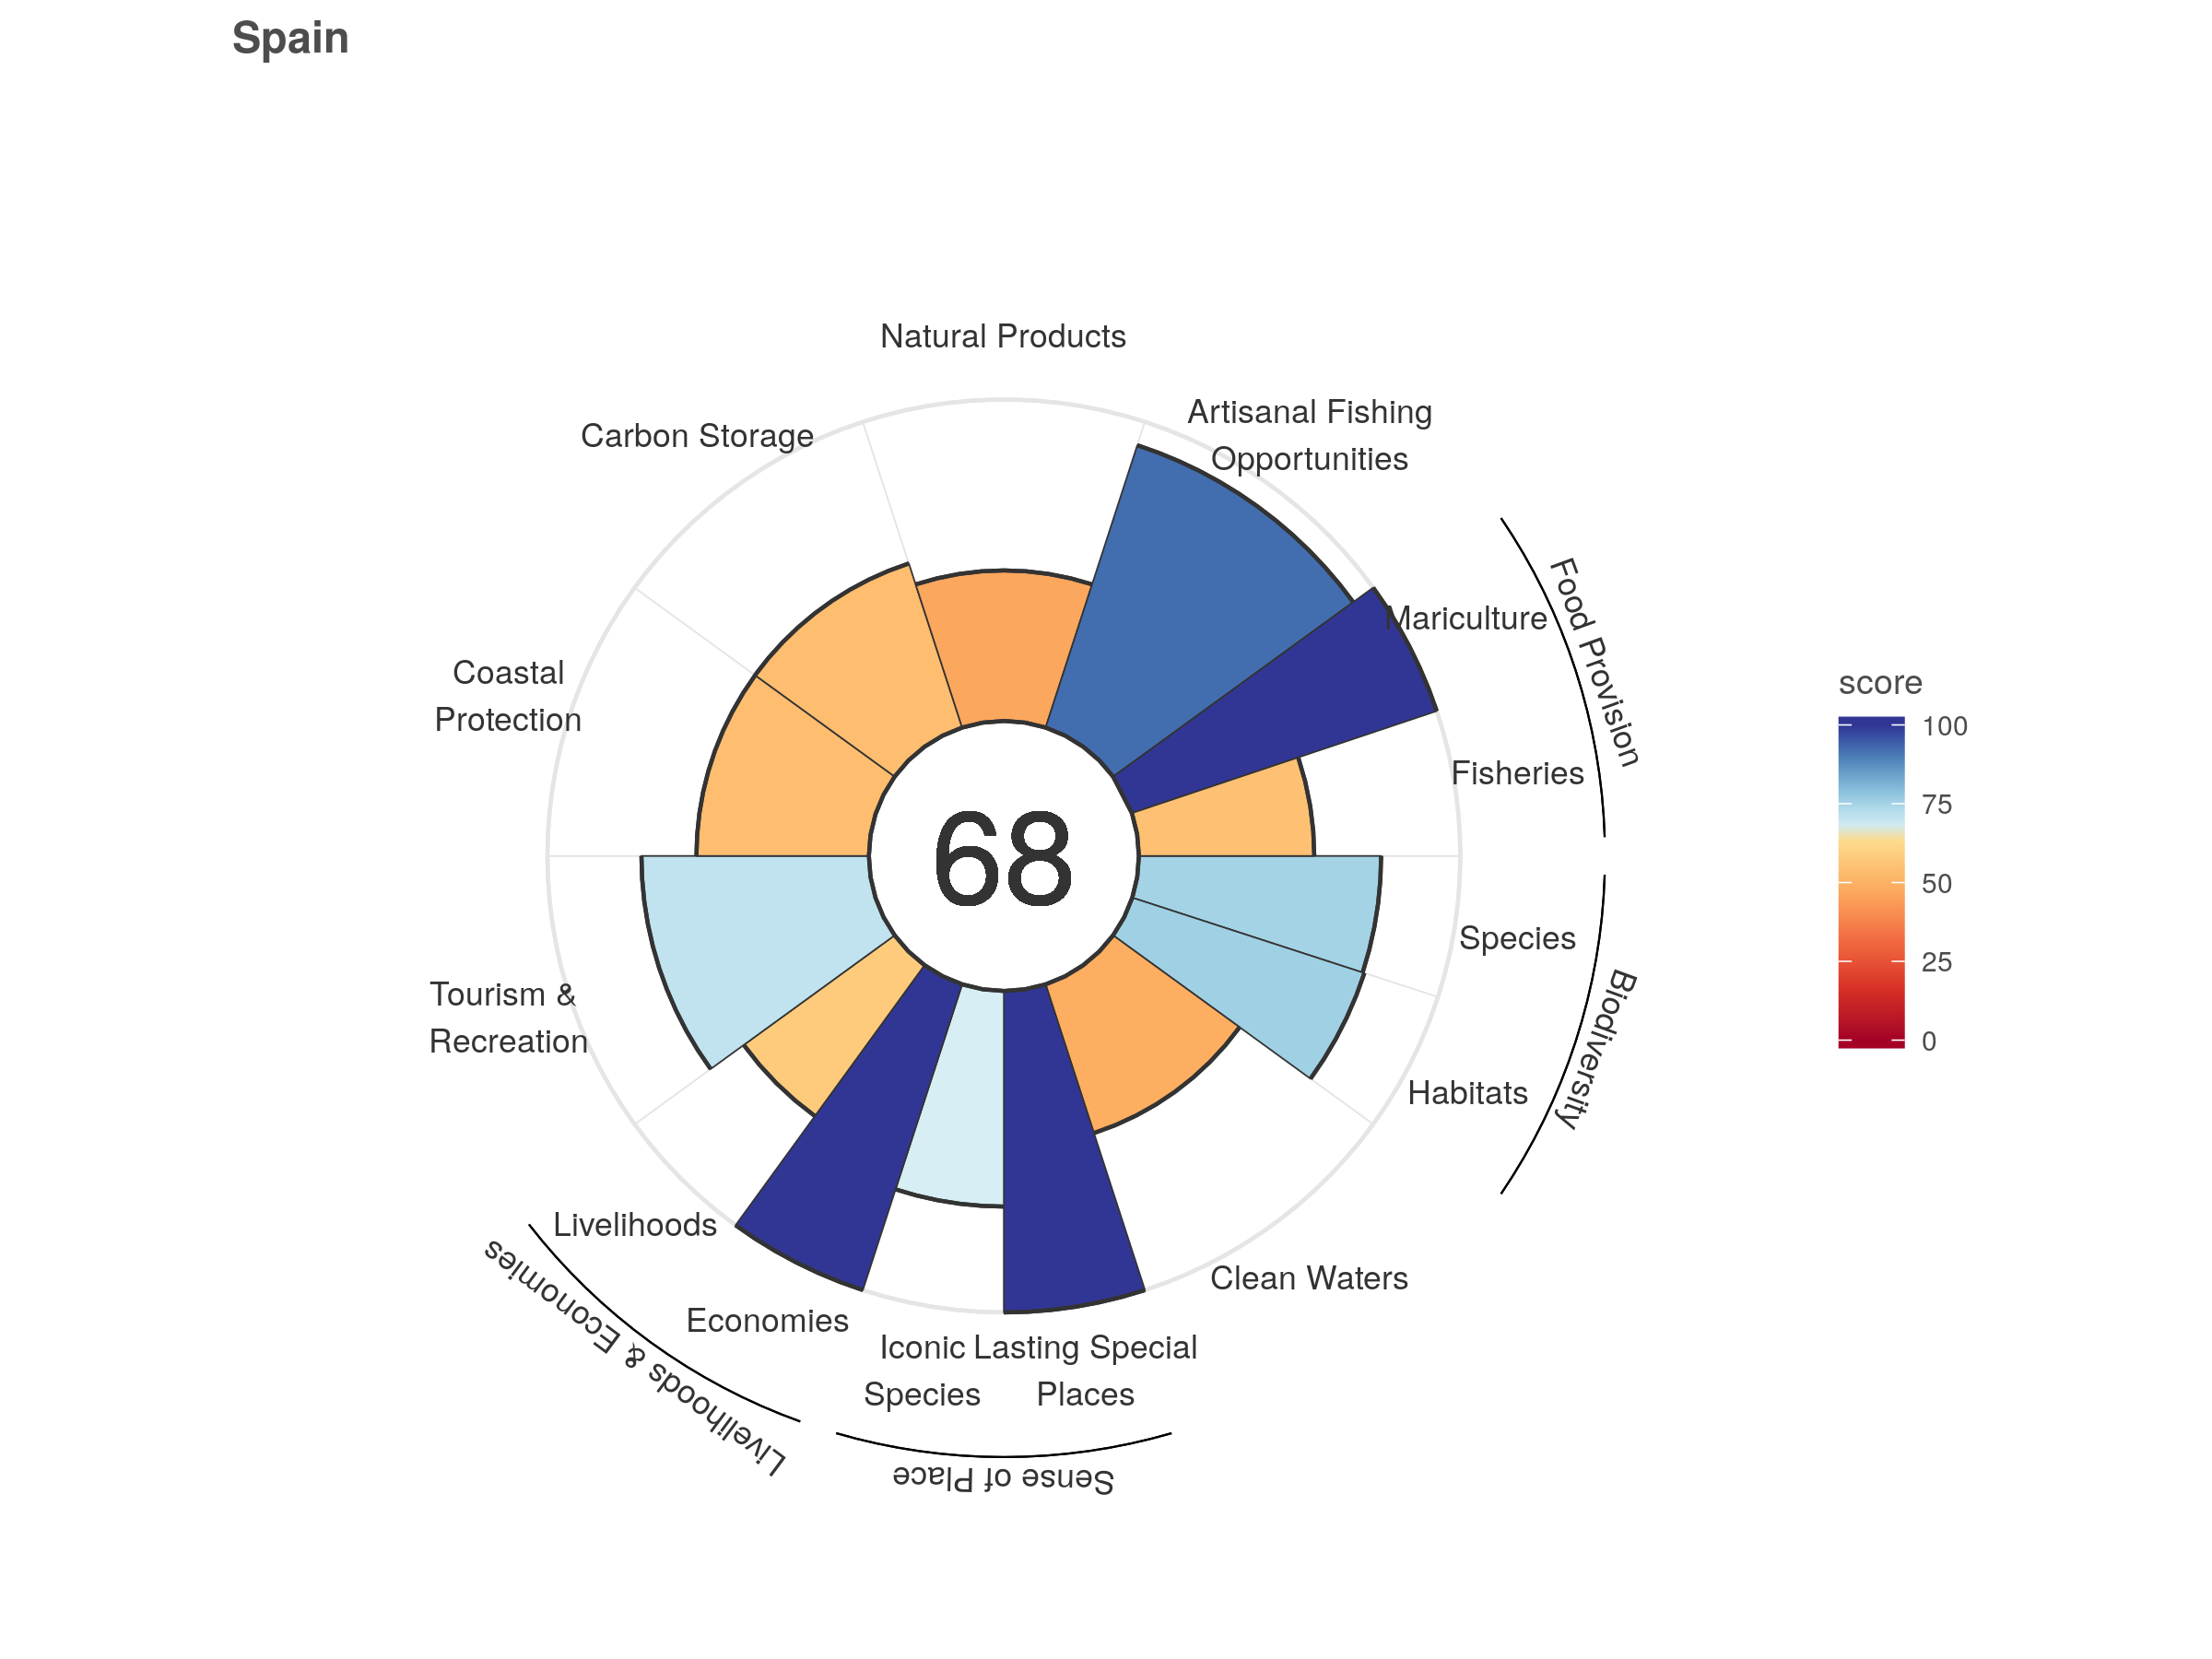 Spain
Natural Products
Artisanal Fishing
Opportunities
Carbon Storage
Mariculture
Food Provision
Coastal
Protection
Fisheries
68
Species
Biodiversity
Tourism &
Recreation
Habitats
Livelihoods
Clean Waters
Economies
Livelihoods & Economies
Iconic
Species
Lasting Special
Places
Sense of Place
score
100
75
50
25
0